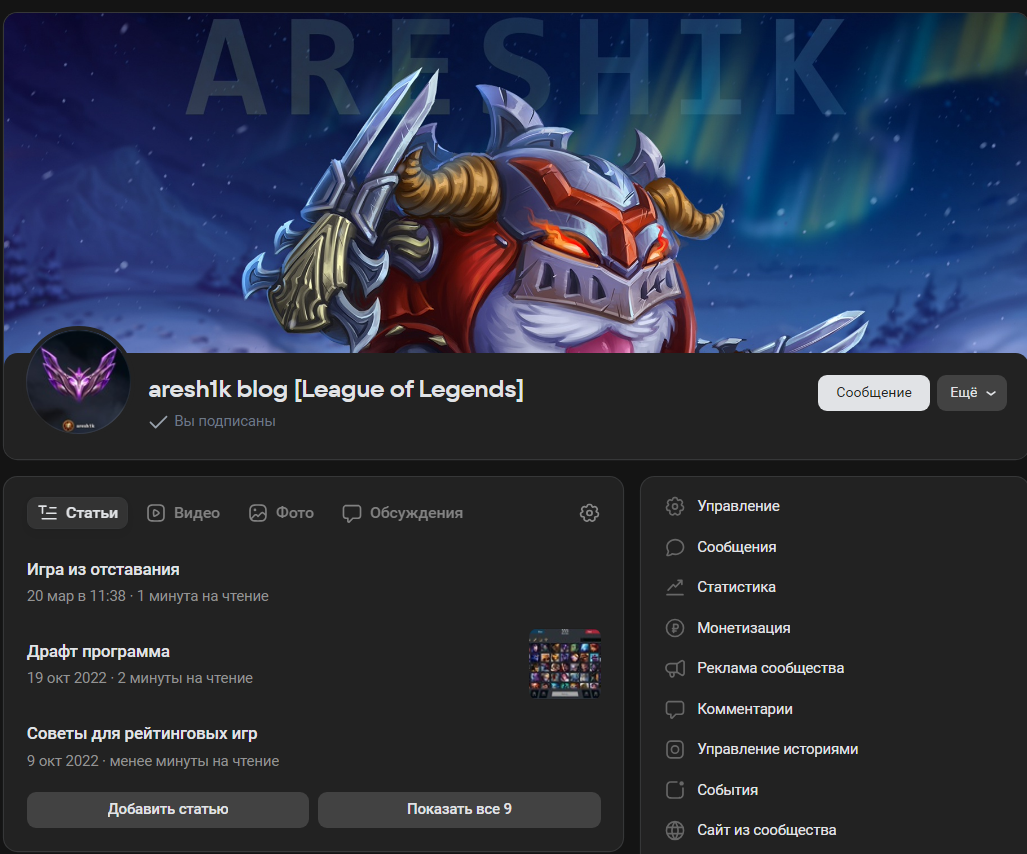 ARESHIK
aresh1k blog [League of Legends]
Вы подписаны
Сообщение
Ещё
Статьи
Видео
Фото
Обсуждения
Игра из отставания
20 мар в 11:38 · 1 минута на чтение
Драфт программа
19 окт 2022 · 2 минуты на чтение
Советы для рейтинговых игр
9 окт 2022 · менее минуты на чтение
Добавить статью
Показать все 9
Управление
Сообщения
Статистика
Монетизация
Реклама сообщества
Комментарии
Управление историями
События
Сайт из сообщества